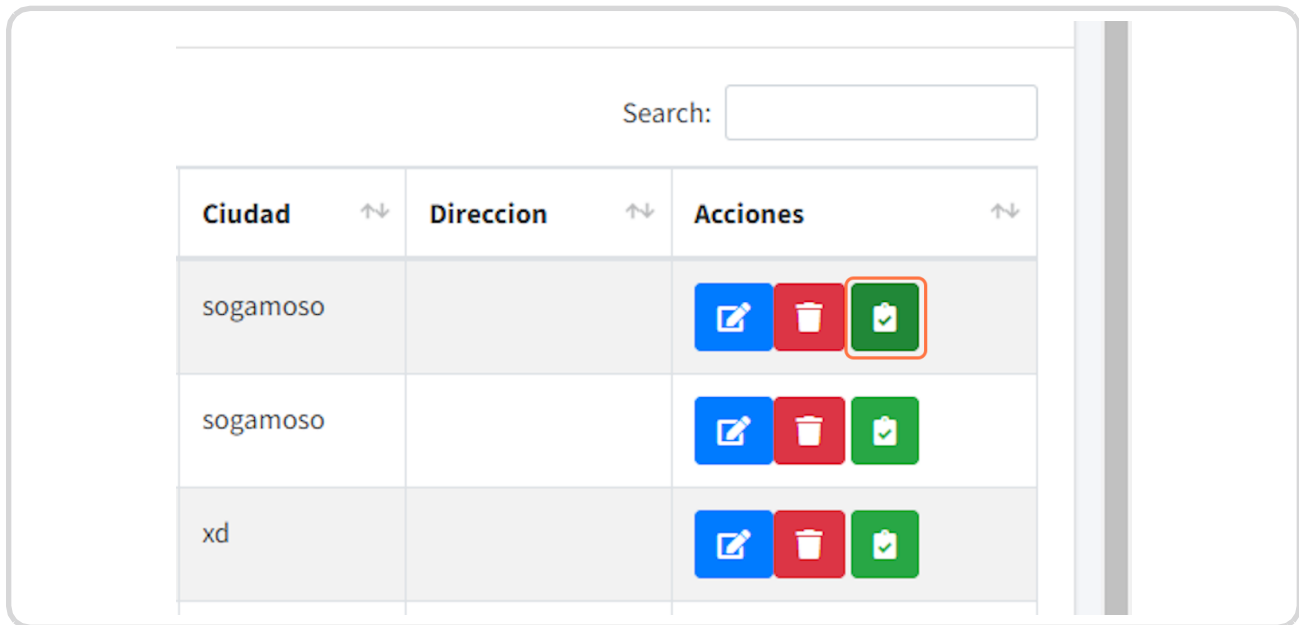 Search:
Ciudad Direccion Acciones
sogamoso
sogamoso
xd